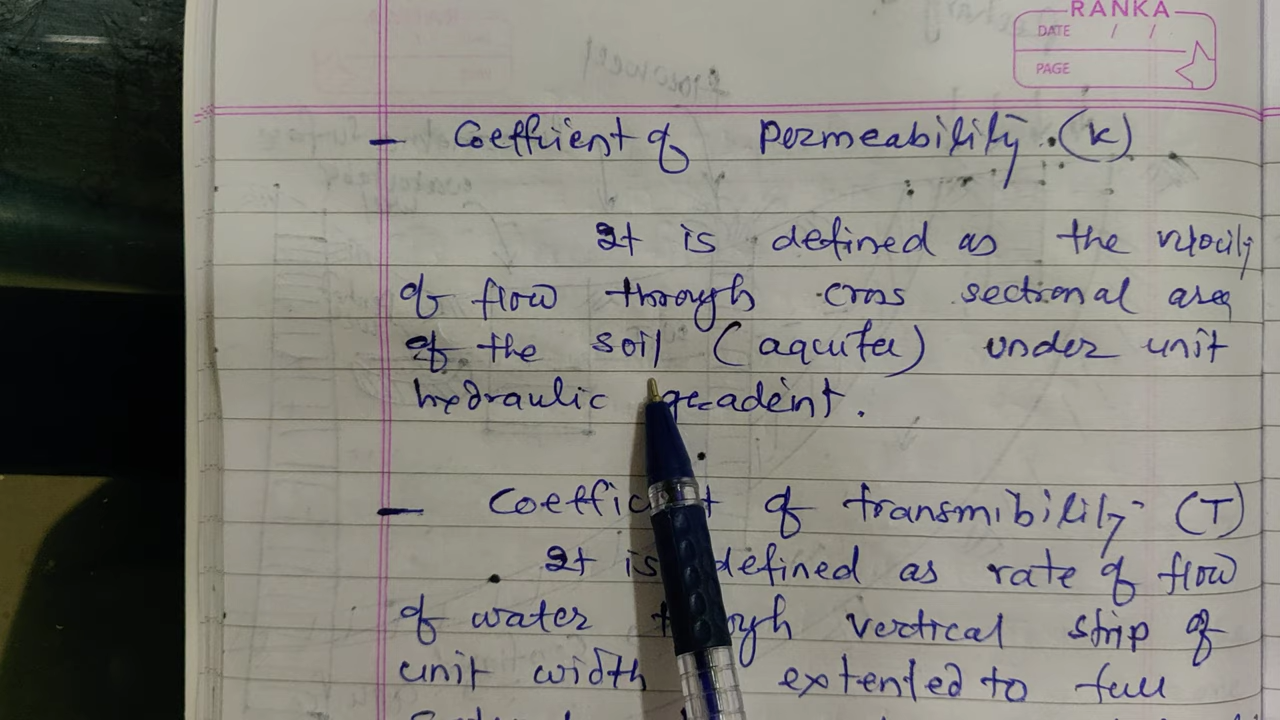 RANKA
DATE / /
PAGE
- Coeffient of Permeability. (K)
It is defined as the velocity
of flow through cross sectional area
of the soil (aquifer) under unit
hydraulic gradeint.
- Coeffici t of transmibility (T)
It is defined as rate of flow
of water ough vertical strip of
unit width extented to full